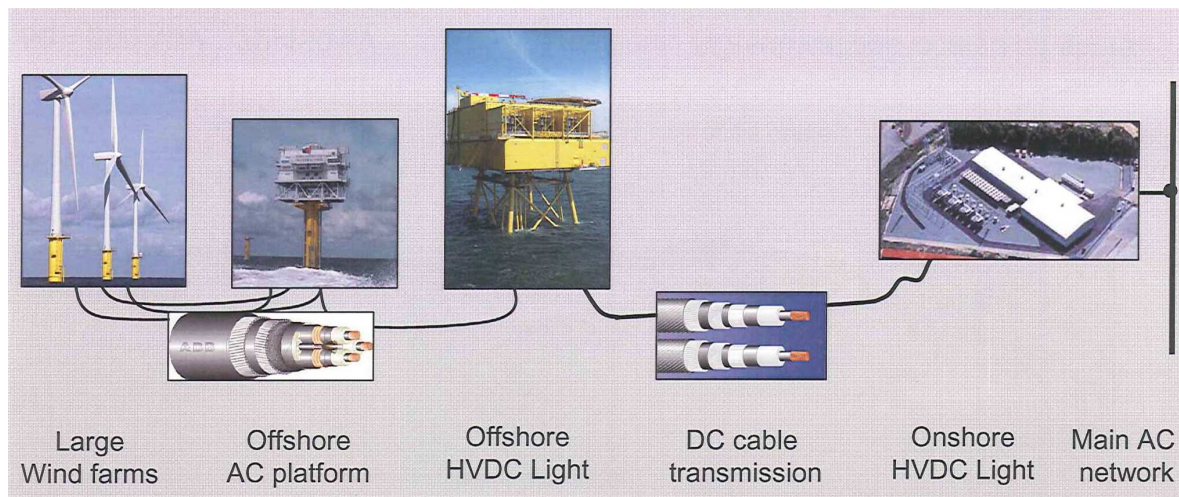 ABB
Large
Wind farms
Offshore
AC platform
Offshore
HVDC Light
DC cable
transmission
Onshore
HVDC Light
Main AC
network